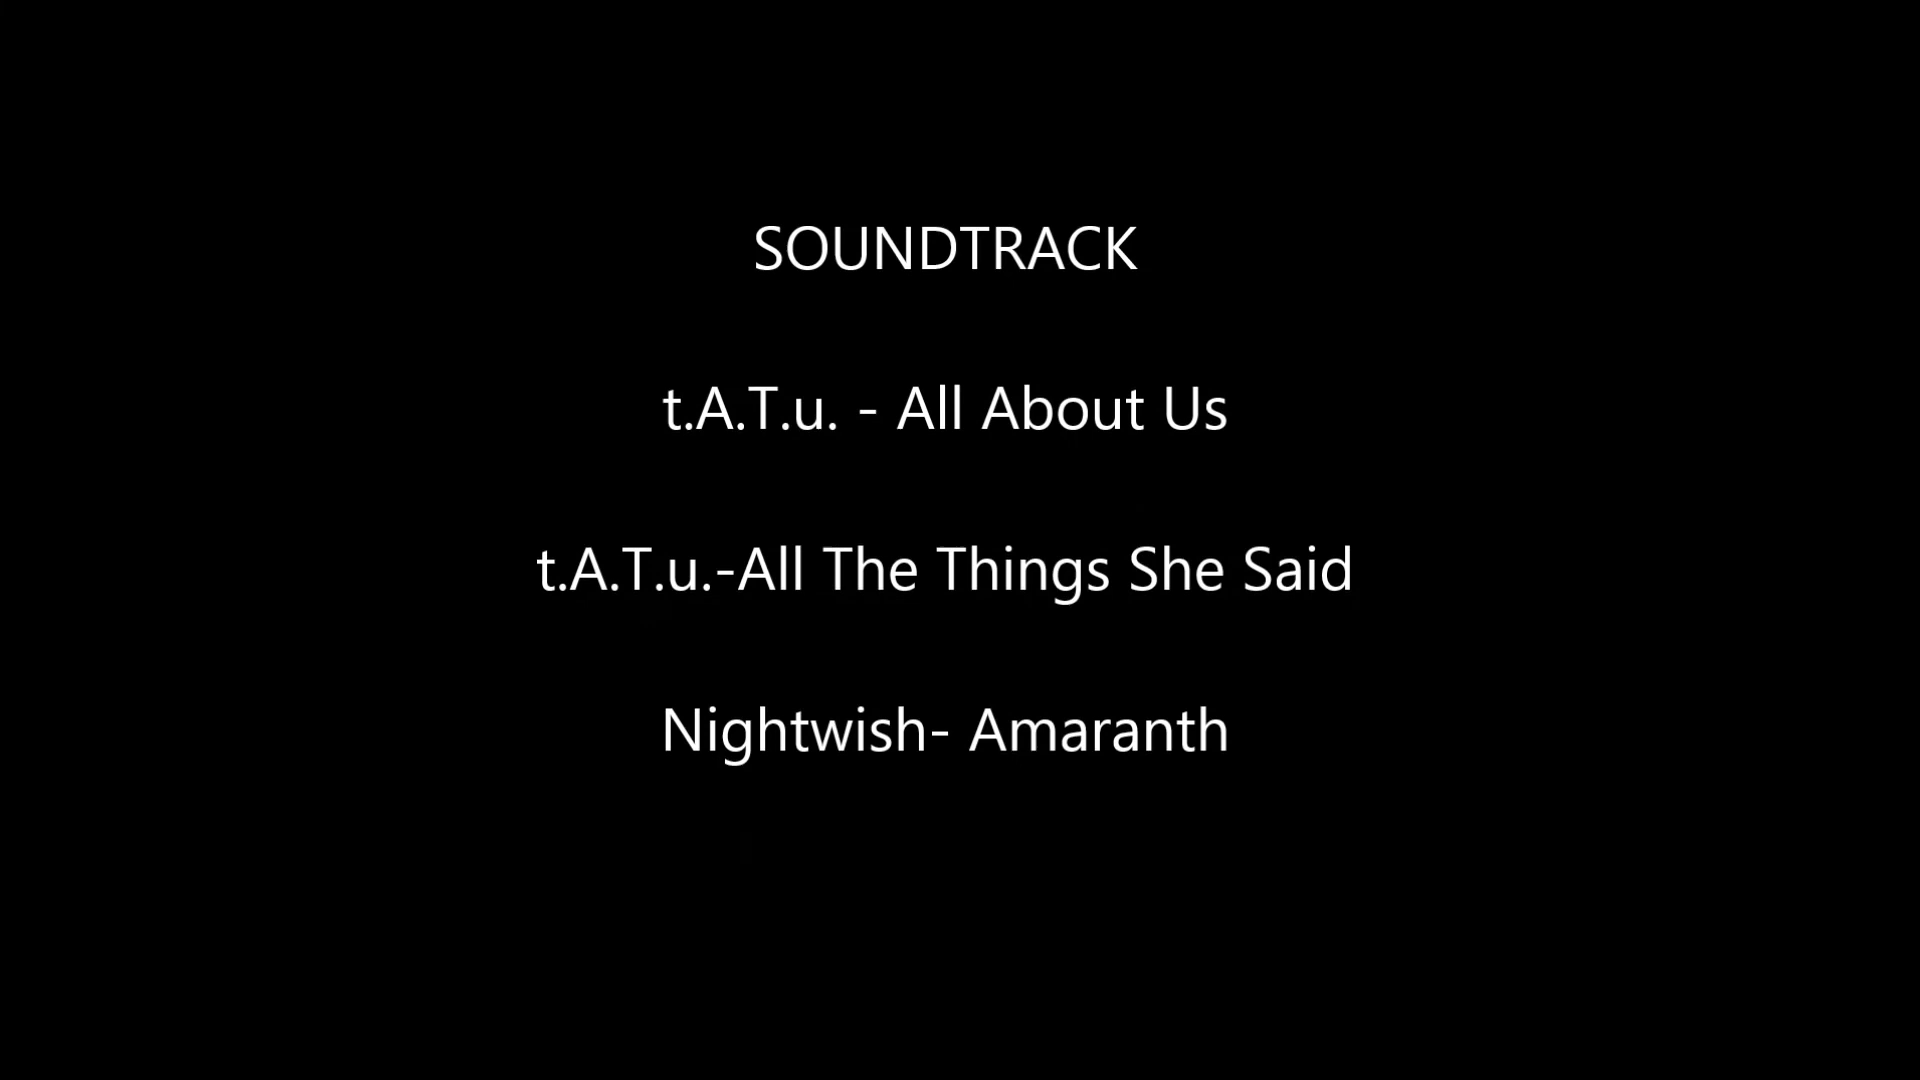 SOUNDTRACK
t.A.T.u. - All About Us
t.A.T.u.-All The Things She Said
Nightwish- Amaranth